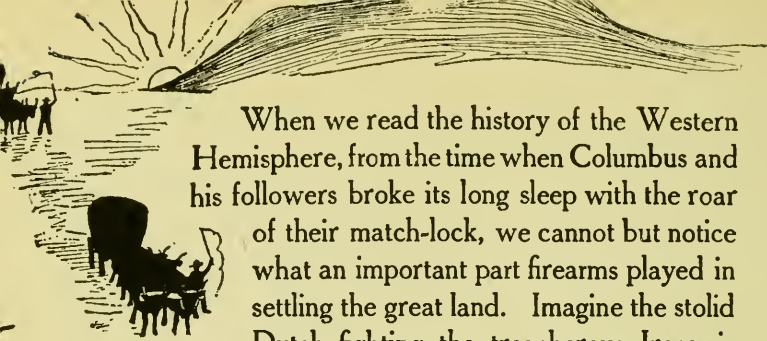 When we read the history of the Western
Hemisphere, from the time when Columbus and
his followers broke its long sleep with the roar
of their match-lock, we cannot but notice
what an important part firearms played in
settling the great land. Imagine the stolid